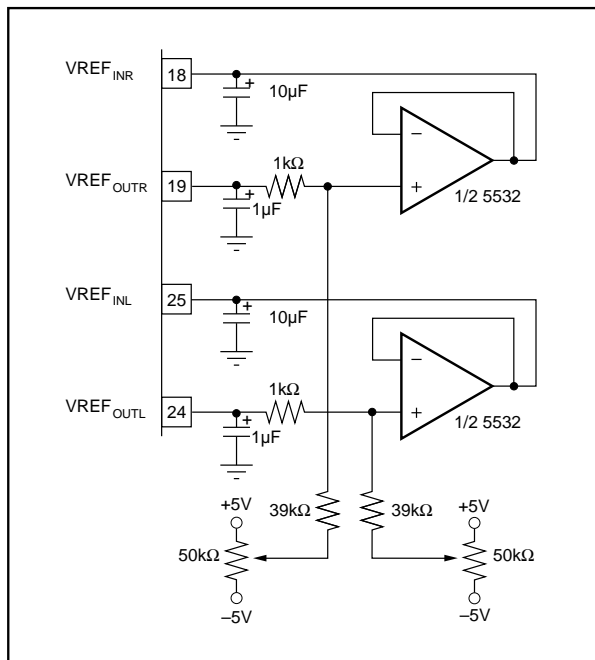 VREF_INR 18
10µF
+
1kΩ
VREF_OUTR 19
+
1µF
−
+
1/2 5532
VREF_INL 25
10µF
+
1kΩ
VREF_OUTL 24
+
1µF
−
+
1/2 5532
39kΩ 39kΩ
+5V +5V
50kΩ 50kΩ
–5V –5V